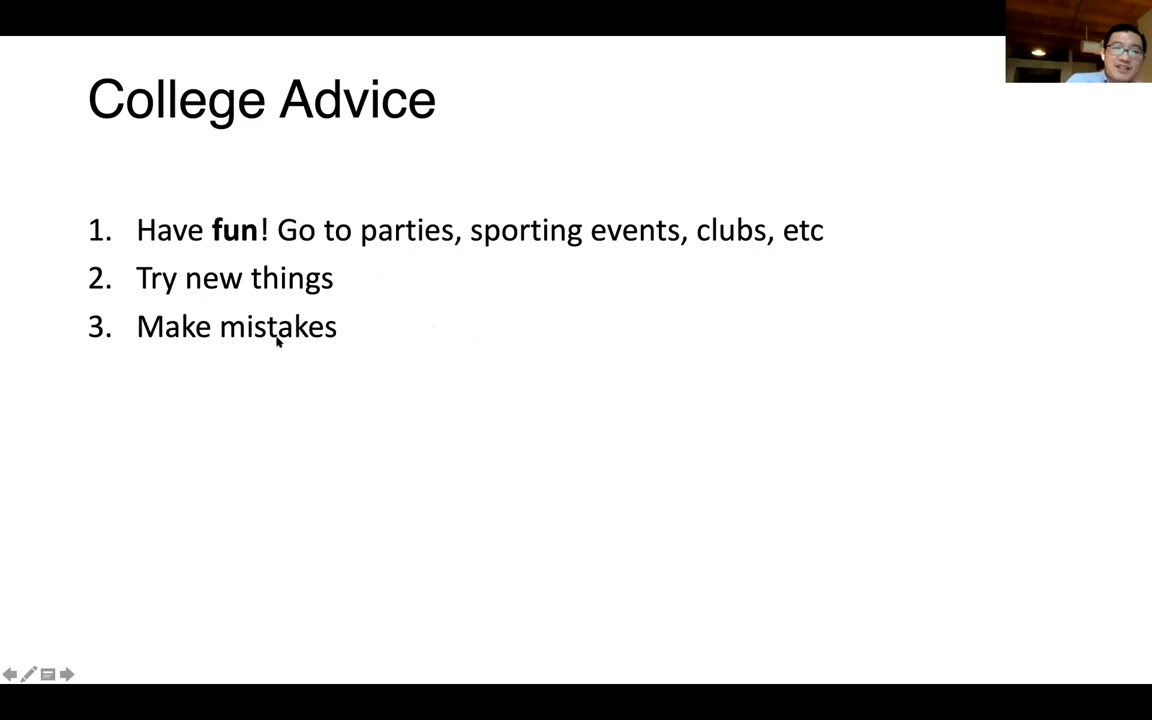 College Advice
1. Have fun! Go to parties, sporting events, clubs, etc
2. Try new things
3. Make mistakes